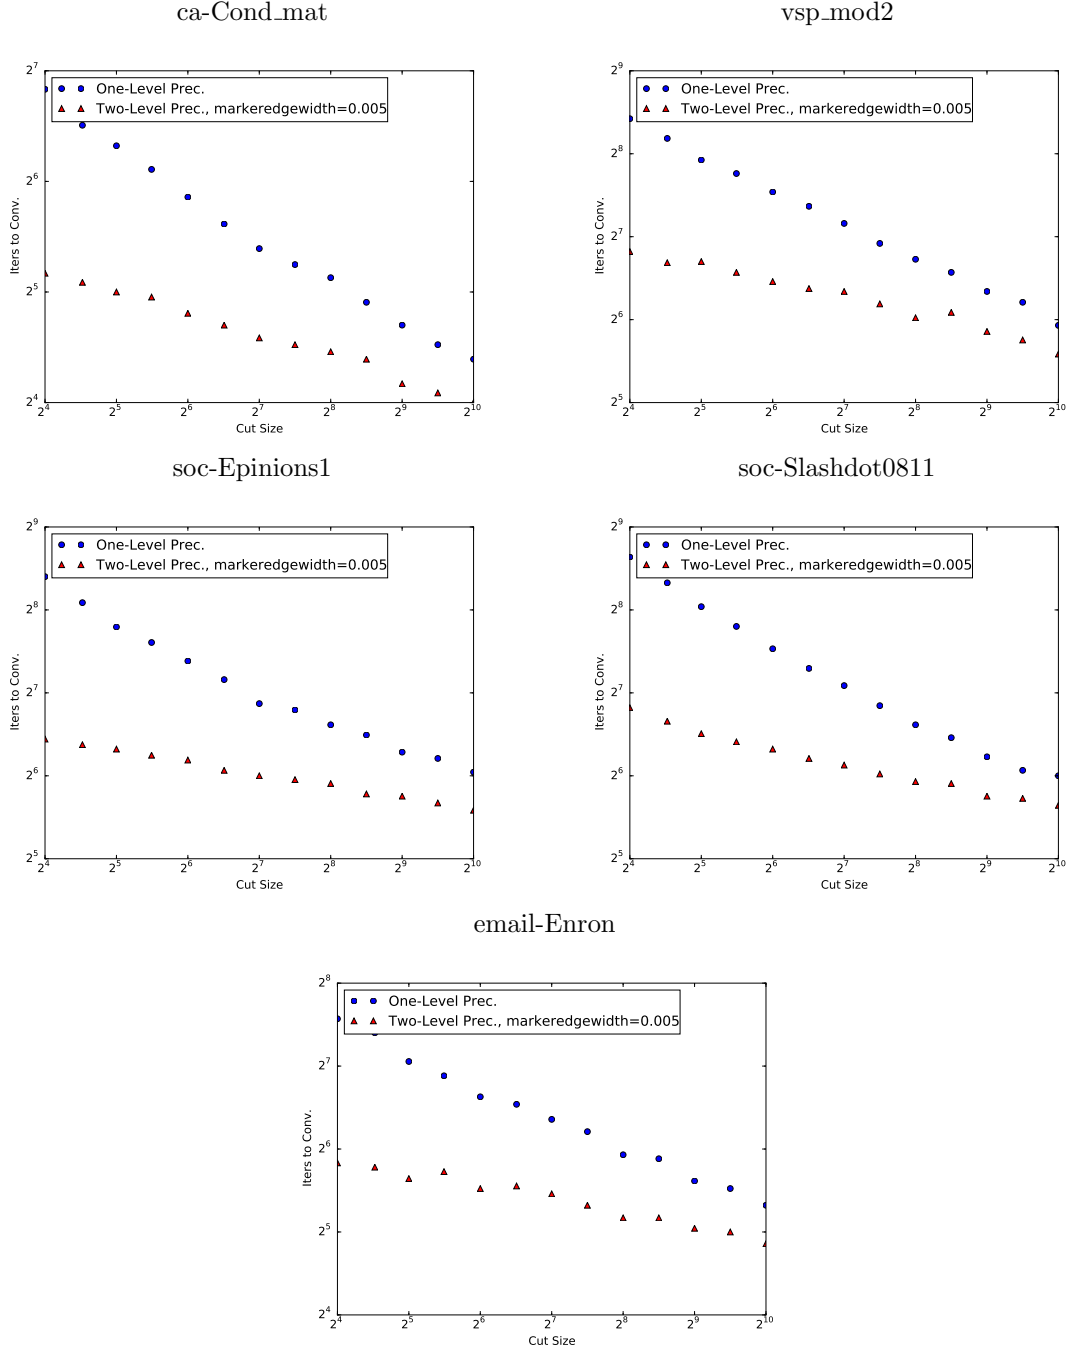 ca-Cond_mat
2^7
2^6
2^5
2^4
Iters to Conv.
One-Level Prec.
Two-Level Prec., markeredgewidth=0.005
2^4 2^5 2^6 2^7 2^8 2^9 2^10
Cut Size
vsp_mod2
2^9
2^8
2^7
2^6
2^5
Iters to Conv.
One-Level Prec.
Two-Level Prec., markeredgewidth=0.005
2^4 2^5 2^6 2^7 2^8 2^9 2^10
Cut Size
soc-Epinions1
2^9
2^8
2^7
2^6
2^5
Iters to Conv.
One-Level Prec.
Two-Level Prec., markeredgewidth=0.005
2^4 2^5 2^6 2^7 2^8 2^9 2^10
Cut Size
soc-Slashdot0811
2^9
2^8
2^7
2^6
2^5
Iters to Conv.
One-Level Prec.
Two-Level Prec., markeredgewidth=0.005
2^4 2^5 2^6 2^7 2^8 2^9 2^10
Cut Size
email-Enron
2^8
2^7
2^6
2^5
2^4
Iters to Conv.
One-Level Prec.
Two-Level Prec., markeredgewidth=0.005
2^4 2^5 2^6 2^7 2^8 2^9 2^10
Cut Size